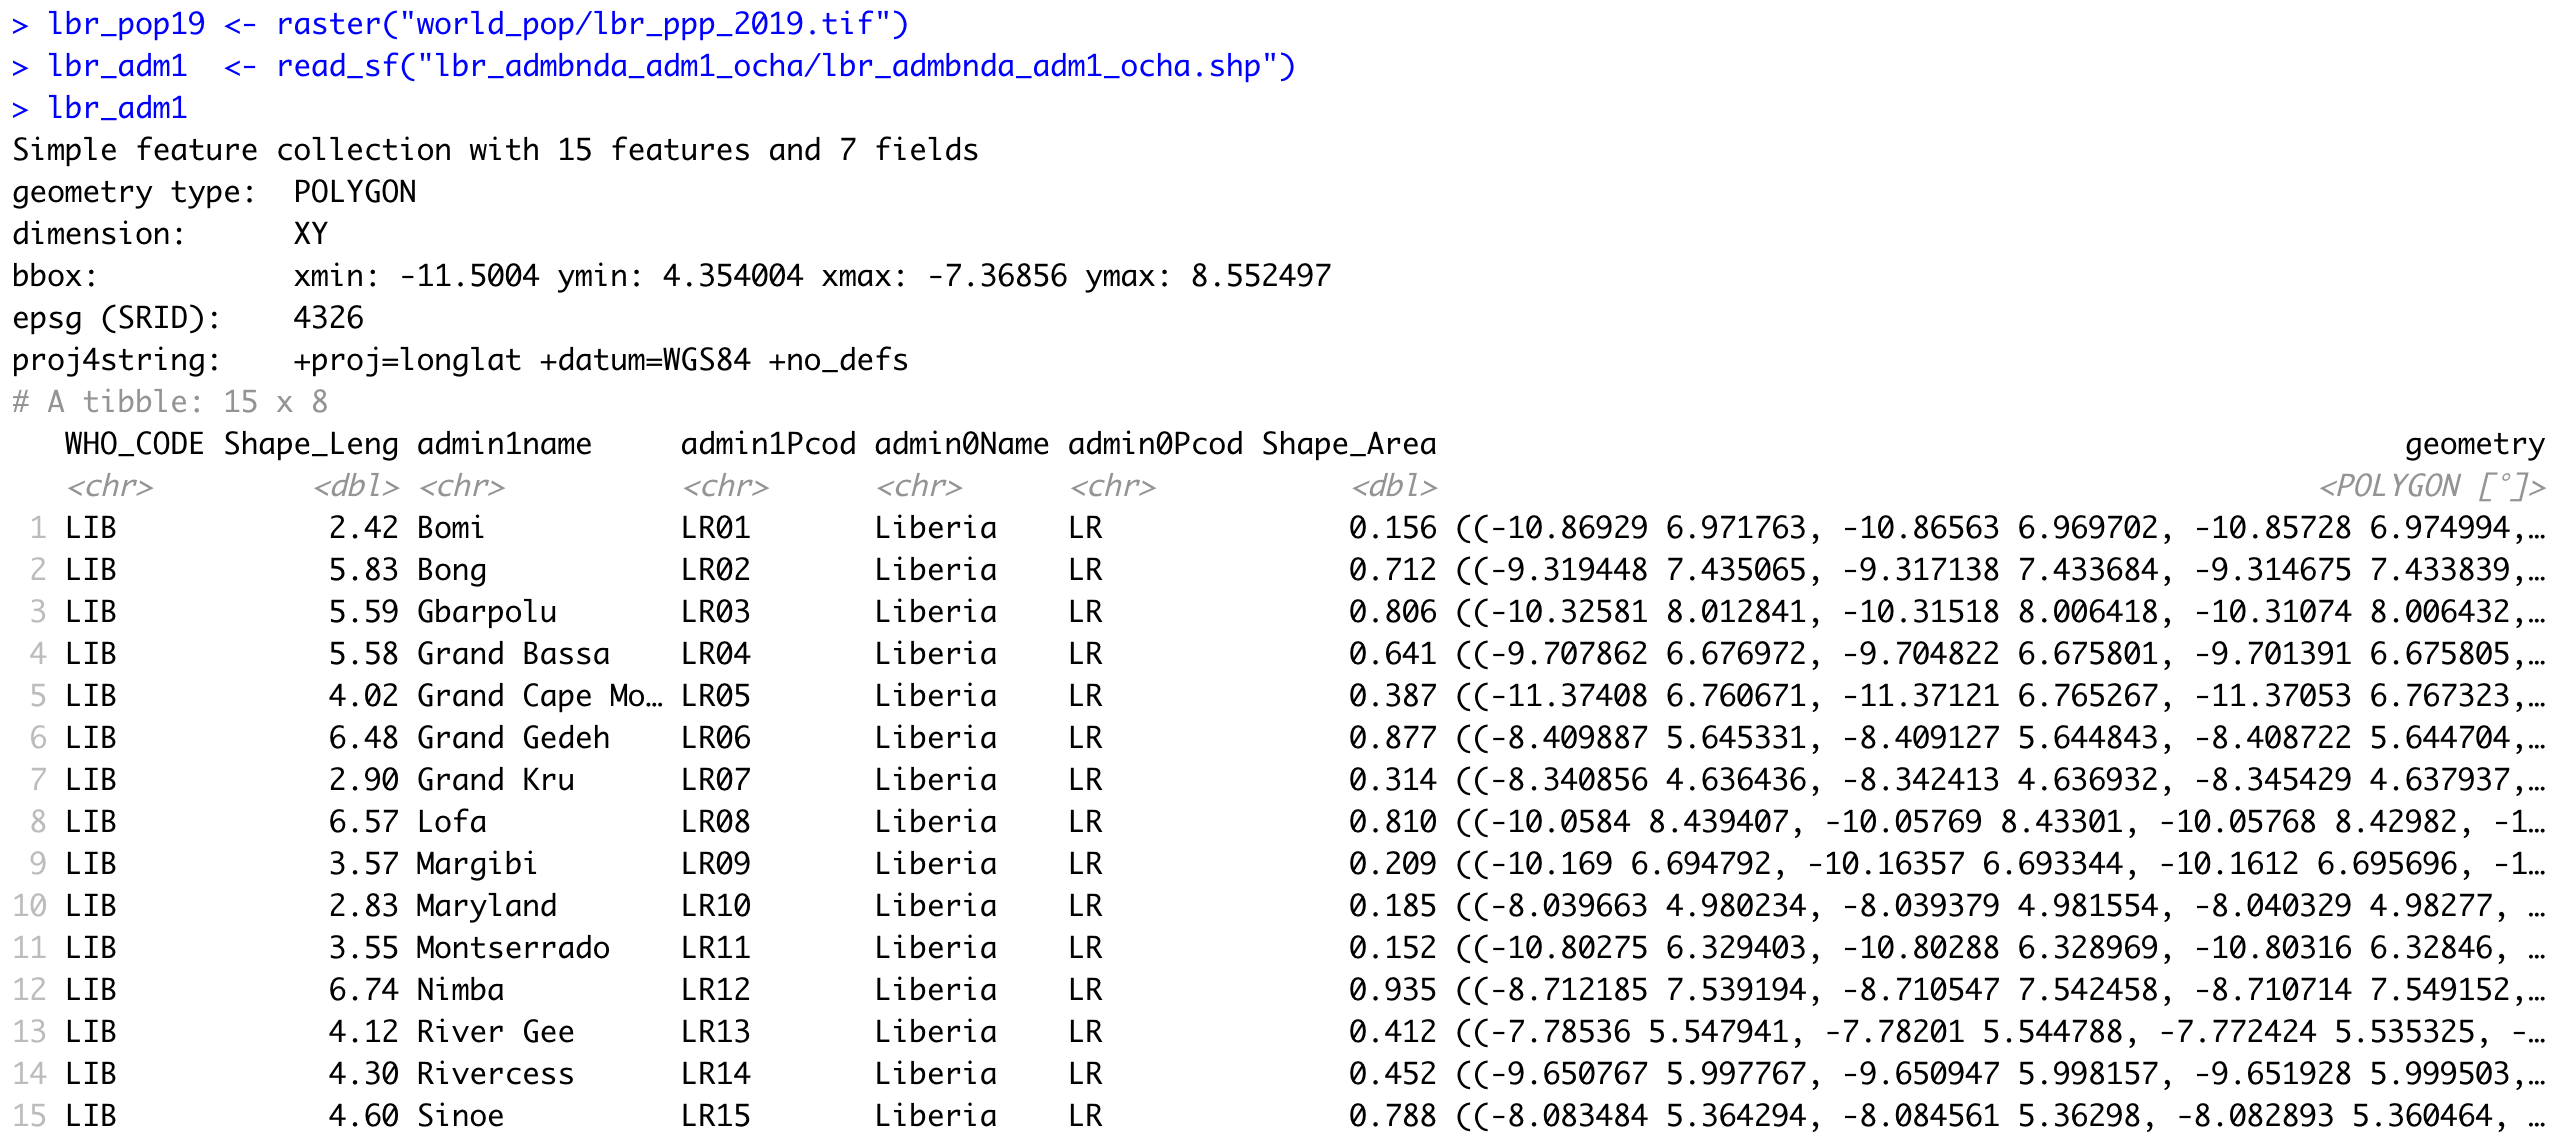 > lbr_pop19 <- raster("world_pop/lbr_ppp_2019.tif")
> lbr_adm1  <- read_sf("lbr_admbnda_adm1_ocha/lbr_admbnda_adm1_ocha.shp")
> lbr_adm1
Simple feature collection with 15 features and 7 fields
geometry type:  POLYGON
dimension:      XY
bbox:           xmin: -11.5004 ymin: 4.354004 xmax: -7.36856 ymax: 8.552497
epsg (SRID):    4326
proj4string:    +proj=longlat +datum=WGS84 +no_defs
# A tibble: 15 x 8
   WHO_CODE Shape_Leng admin1name     admin1Pcod admin0Name admin0Pcod Shape_Area                                                       geometry
   <chr>         <dbl> <chr>          <chr>      <chr>      <chr>           <dbl>                                                  <POLYGON [°]>
 1 LIB            2.42 Bomi           LR01       Liberia    LR              0.156 ((-10.86929 6.971763, -10.86563 6.969702, -10.85728 6.974994,…
 2 LIB            5.83 Bong           LR02       Liberia    LR              0.712 ((-9.319448 7.435065, -9.317138 7.433684, -9.314675 7.433839,…
 3 LIB            5.59 Gbarpolu       LR03       Liberia    LR              0.806 ((-10.32581 8.012841, -10.31518 8.006418, -10.31074 8.006432,…
 4 LIB            5.58 Grand Bassa    LR04       Liberia    LR              0.641 ((-9.707862 6.676972, -9.704822 6.675801, -9.701391 6.675805,…
 5 LIB            4.02 Grand Cape Mo… LR05       Liberia    LR              0.387 ((-11.37408 6.760671, -11.37121 6.765267, -11.37053 6.767323,…
 6 LIB            6.48 Grand Gedeh    LR06       Liberia    LR              0.877 ((-8.409887 5.645331, -8.409127 5.644843, -8.408722 5.644704,…
 7 LIB            2.90 Grand Kru      LR07       Liberia    LR              0.314 ((-8.340856 4.636436, -8.342413 4.636932, -8.345429 4.637937,…
 8 LIB            6.57 Lofa           LR08       Liberia    LR              0.810 ((-10.0584 8.439407, -10.05769 8.43301, -10.05768 8.42982, -1…
 9 LIB            3.57 Margibi        LR09       Liberia    LR              0.209 ((-10.169 6.694792, -10.16357 6.693344, -10.1612 6.695696, -1…
10 LIB            2.83 Maryland       LR10       Liberia    LR              0.185 ((-8.039663 4.980234, -8.039379 4.981554, -8.040329 4.98277, …
11 LIB            3.55 Montserrado    LR11       Liberia    LR              0.152 ((-10.80275 6.329403, -10.80288 6.328969, -10.80316 6.32846, …
12 LIB            6.74 Nimba          LR12       Liberia    LR              0.935 ((-8.712185 7.539194, -8.710547 7.542458, -8.710714 7.549152,…
13 LIB            4.12 River Gee      LR13       Liberia    LR              0.412 ((-7.78536 5.547941, -7.78201 5.544788, -7.772424 5.535325, -…
14 LIB            4.30 Rivercess      LR14       Liberia    LR              0.452 ((-9.650767 5.997767, -9.650947 5.998157, -9.651928 5.999503,…
15 LIB            4.60 Sinoe          LR15       Liberia    LR              0.788 ((-8.083484 5.364294, -8.084561 5.36298, -8.082893 5.360464, …